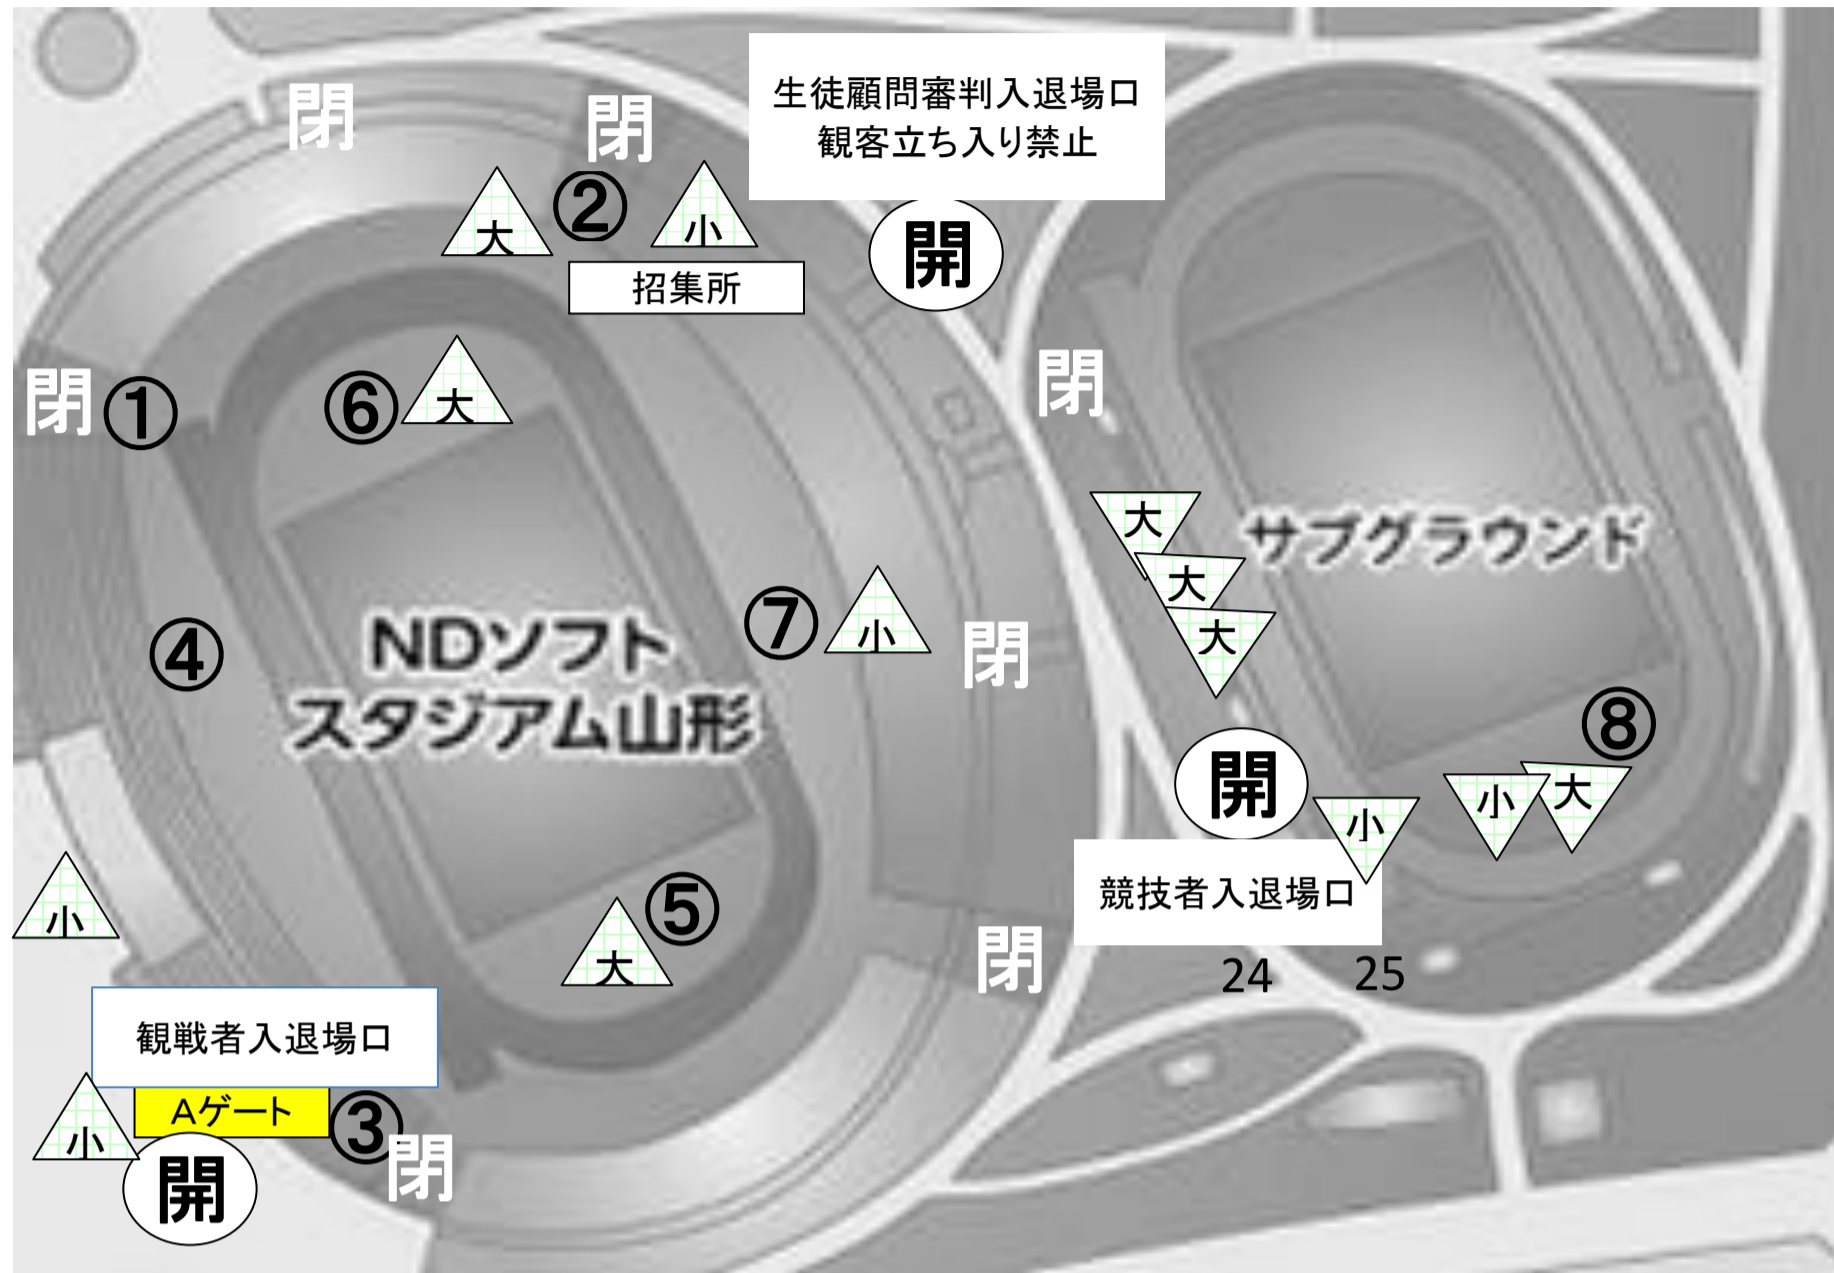 生徒顧問審判入退場口
観客立ち入り禁止
閉
閉
②
大
小
開
招集所
閉
①
⑥
大
閉
大
サブグラウンド
大
⑦
小
大
④
NDソフト
スタジアム山形
閉
⑧
開
小
大
小
競技者入退場口
小
⑤
大
閉
24
25
観戦者入退場口
Aゲート
③
小
閉
開